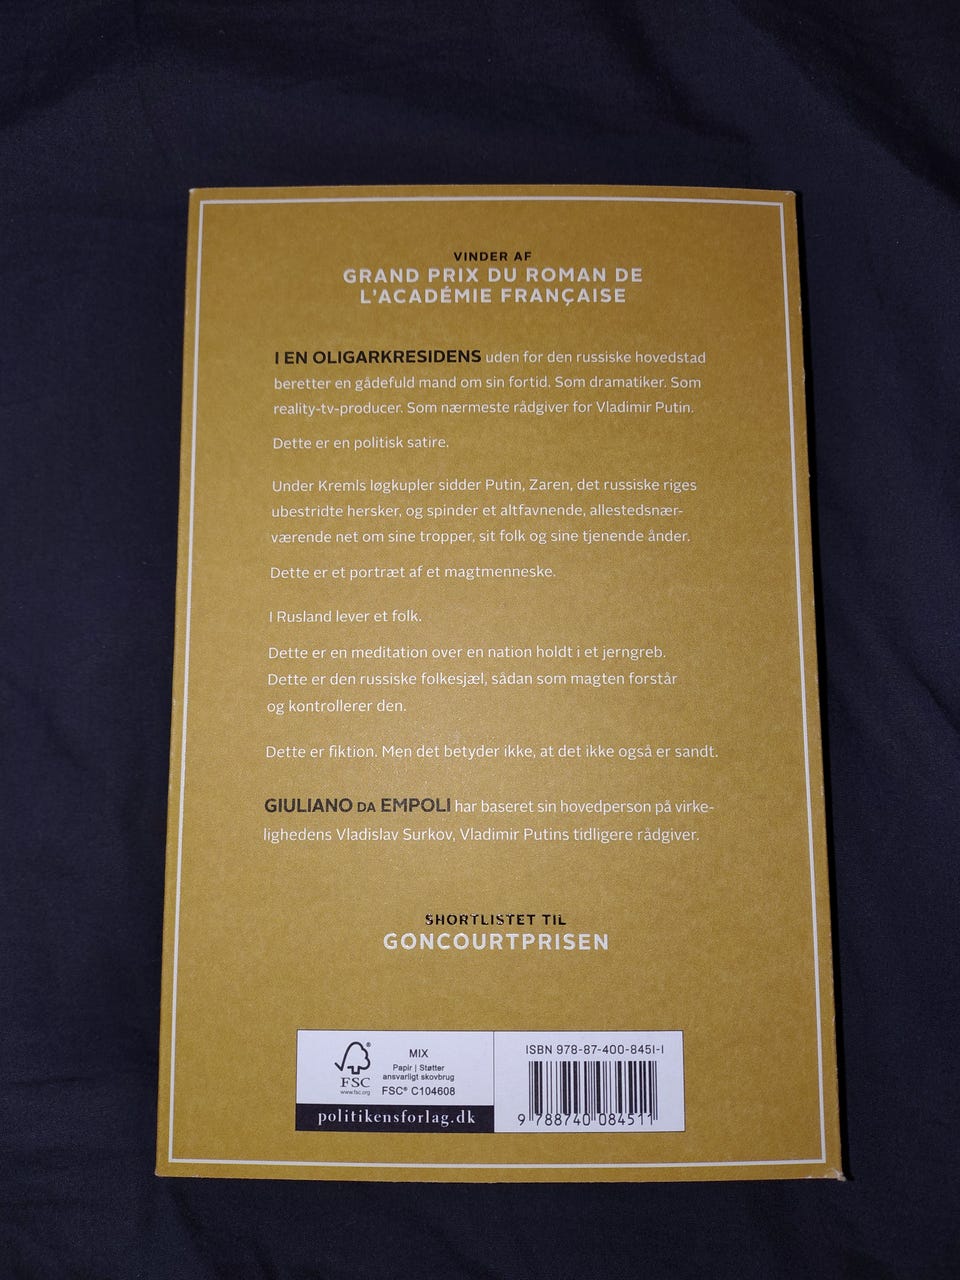 VINDER AF
GRAND PRIX DU ROMAN DE
L'ACADÉMIE FRANÇAISE
I EN OLIGARKRESIDENS uden for den russiske hovedstad
beretter en gådefuld mand om sin fortid. Som dramatiker. Som
reality-tv-producer. Som nærmeste rådgiver for Vladimir Putin.
Dette er en politisk satire.
Under Kremls løgkupler sidder Putin, Zaren, det russiske riges
ubestridte hersker, og spinder et altfavnende, allestedsnær-
værende net om sine tropper, sit folk og sine tjenende ånder.
Dette er et portræt af et magtmenneske.
I Rusland lever et folk.
Dette er en meditation over en nation holdt i et jerngreb.
Dette er den russiske folkesjæl, sådan som magten forstår
og kontrollerer den.
Dette er fiktion. Men det betyder ikke, at det ikke også er sandt.
GIULIANO DA EMPOLI har baseret sin hovedperson på virke-
lighedens Vladislav Surkov, Vladimir Putins tidligere rådgiver.
SHORTLISTET TIL
GONCOURTPRISEN
FSC®
www.fsc.org
MIX
Papir | Støtter
ansvarligt skovbrug
FSC® C104608
politikensforlag.dk
ISBN 978-87-400-8451-1
9 788740 084511